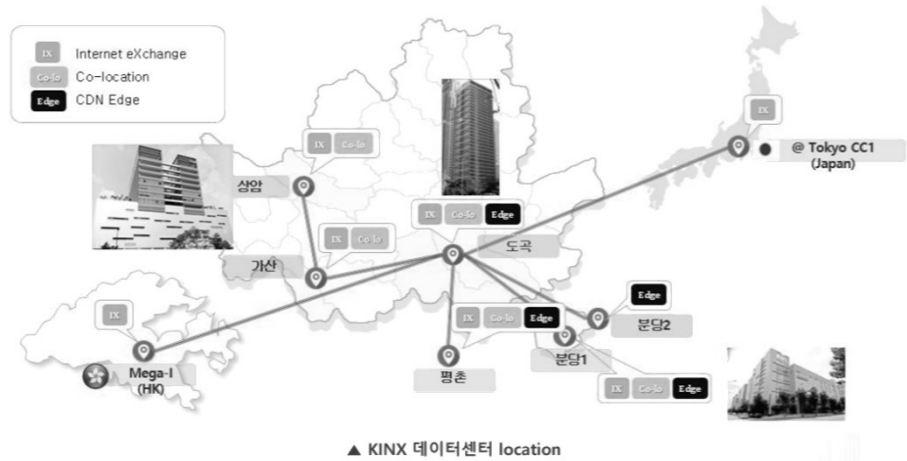 IX Internet eXchange
Co-lo Co-location
Edge CDN Edge
IX
@ Tokyo CC1
(Japan)
IX Co-lo
상암
IX Co-lo Edge
도곡
IX Co-lo
가산
Edge
분당2
IX
Mega-I
(HK)
IX Co-lo Edge
평촌
분당1
IX Co-lo Edge
▲ KINX 데이터센터 location